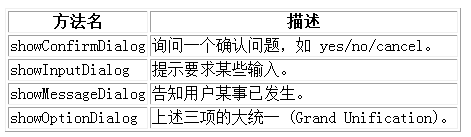 方法名 描述
showConfirmDialog 询问一个确认问题，如 yes/no/cancel。
showInputDialog 提示要求某些输入。
showMessageDialog 告知用户某事已发生。
showOptionDialog 上述三项的大统一 (Grand Unification)。